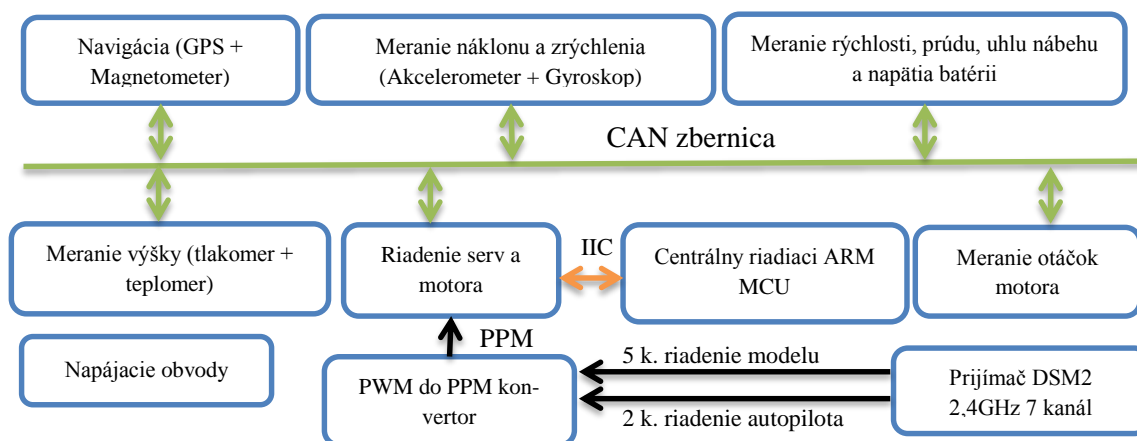 Navigácia (GPS +
Magnetometer)
Meranie náklonu a zrýchlenia
(Akcelerometer + Gyroskop)
Meranie rýchlosti, prúdu, uhlu nábehu
a napätia batérii
CAN zbernica
Meranie výšky (tlakomer +
teplomer)
Riadenie serv a
motora
IIC
Centrálny riadiaci ARM
MCU
Meranie otáčok
motora
PPM
Napájacie obvody
PWM do PPM kon-
vertor
5 k. riadenie modelu
2 k. riadenie autopilota
Prijímač DSM2
2,4GHz 7 kanál